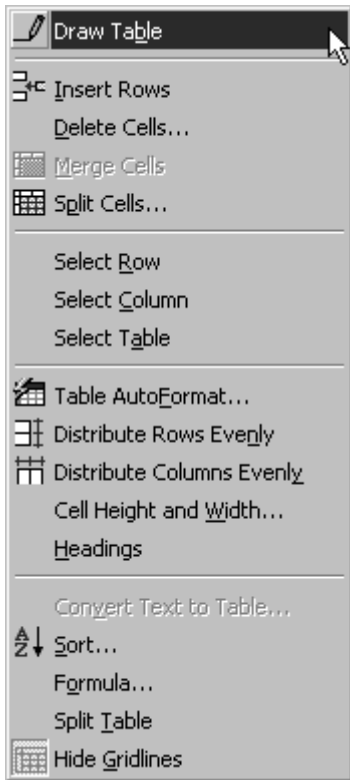 Draw Table
Insert Rows
Delete Cells...
Merge Cells
Split Cells...
Select Row
Select Column
Select Table
Table AutoFormat...
Distribute Rows Evenly
Distribute Columns Evenly
Cell Height and Width...
Headings
Convert Text to Table...
Sort...
Formula...
Split Table
Hide Gridlines